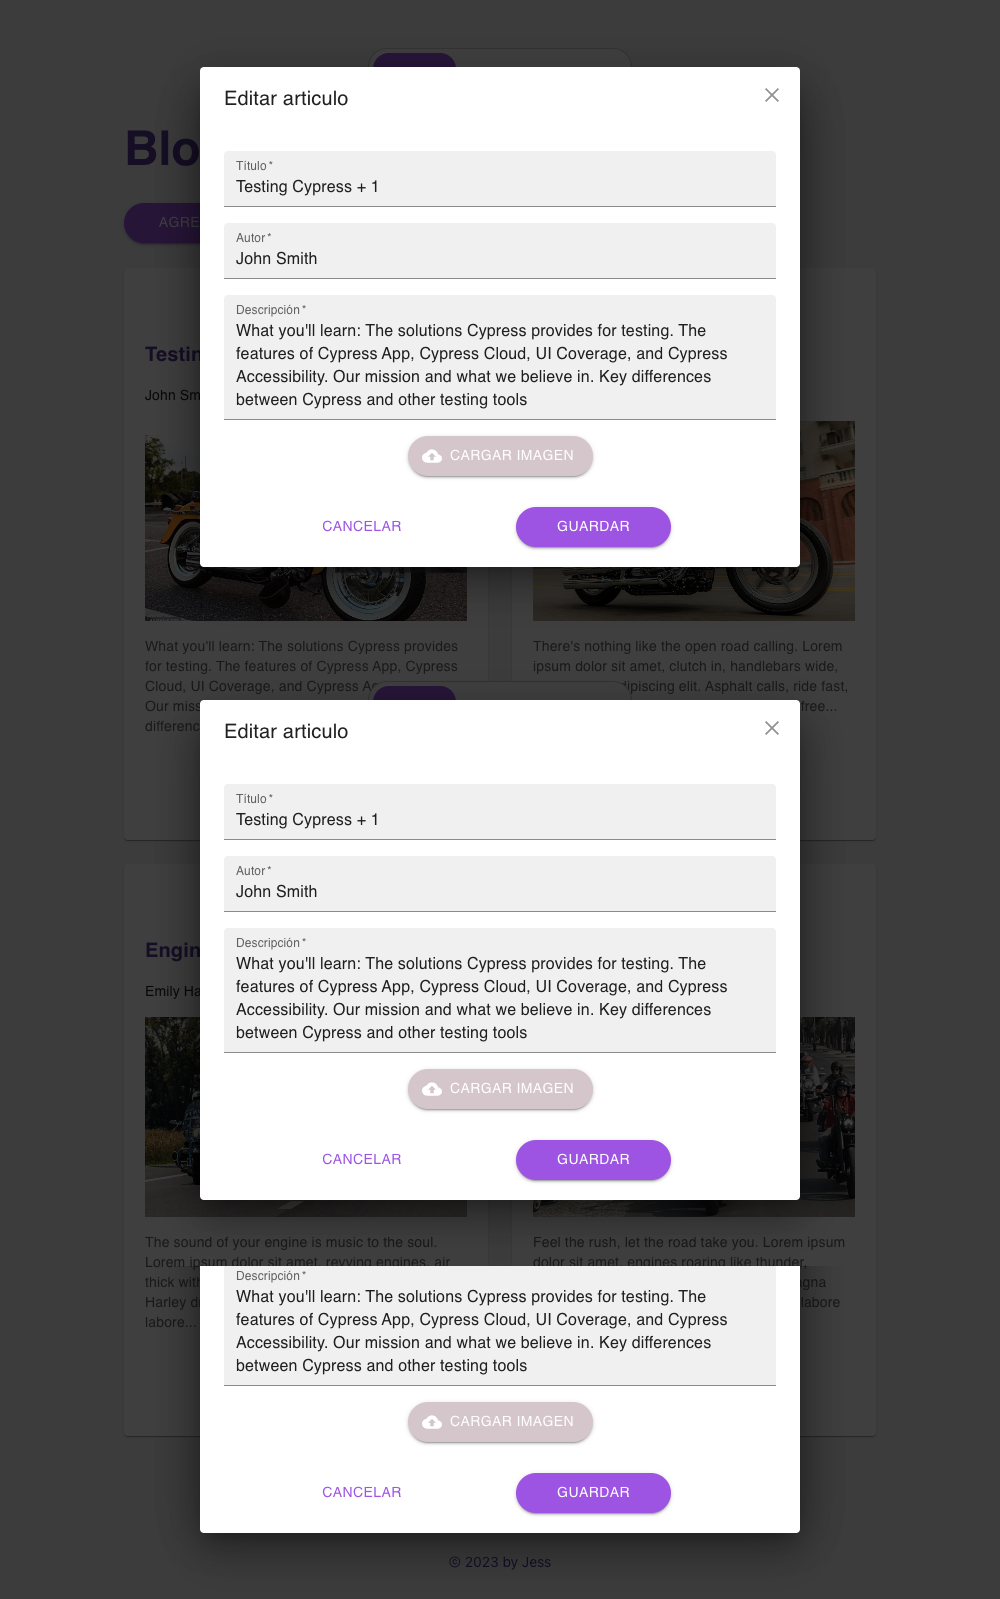 Editar articulo
Blo
Título *
Testing Cypress + 1
AGRE
Autor *
John Smith
Descripción *
What you'll learn: The solutions Cypress provides for testing. The
features of Cypress App, Cypress Cloud, UI Coverage, and Cypress
Accessibility. Our mission and what we believe in. Key differences
between Cypress and other testing tools
Testin
John Sm
CARGAR IMAGEN
CANCELAR
GUARDAR
What you'll learn: The solutions Cypress provides
for testing. The features of Cypress App, Cypress
Cloud, UI Coverage, and Cypress Ac
Our miss
differenc
There's nothing like the open road calling. Lorem
ipsum dolor sit amet, clutch in, handlebars wide,
dipiscing elit. Asphalt calls, ride fast,
free...
Editar articulo
Título *
Testing Cypress + 1
Autor *
John Smith
Descripción *
What you'll learn: The solutions Cypress provides for testing. The
features of Cypress App, Cypress Cloud, UI Coverage, and Cypress
Accessibility. Our mission and what we believe in. Key differences
between Cypress and other testing tools
Engin
Emily Ha
CARGAR IMAGEN
CANCELAR
GUARDAR
The sound of your engine is music to the soul.
Lorem ipsum dolor sit amet, revving engines, air
thick with
Harley d
labore...
Feel the rush, let the road take you. Lorem ipsum
dolor sit amet, engines roaring like thunder,
agna
labore
Descripción *
What you'll learn: The solutions Cypress provides for testing. The
features of Cypress App, Cypress Cloud, UI Coverage, and Cypress
Accessibility. Our mission and what we believe in. Key differences
between Cypress and other testing tools
CARGAR IMAGEN
CANCELAR
GUARDAR
© 2023 by Jess